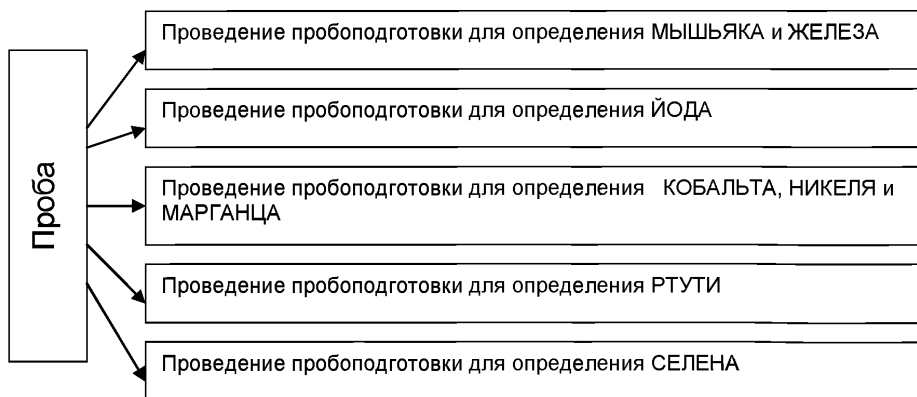 Проба
Проведение пробоподготовки для определения МЫШЬЯКА и ЖЕЛЕЗА
Проведение пробоподготовки для определения ЙОДА
Проведение пробоподготовки для определения КОБАЛЬТА, НИКЕЛЯ и
МАРГАНЦА
Проведение пробоподготовки для определения РТУТИ
Проведение пробоподготовки для определения СЕЛЕНА